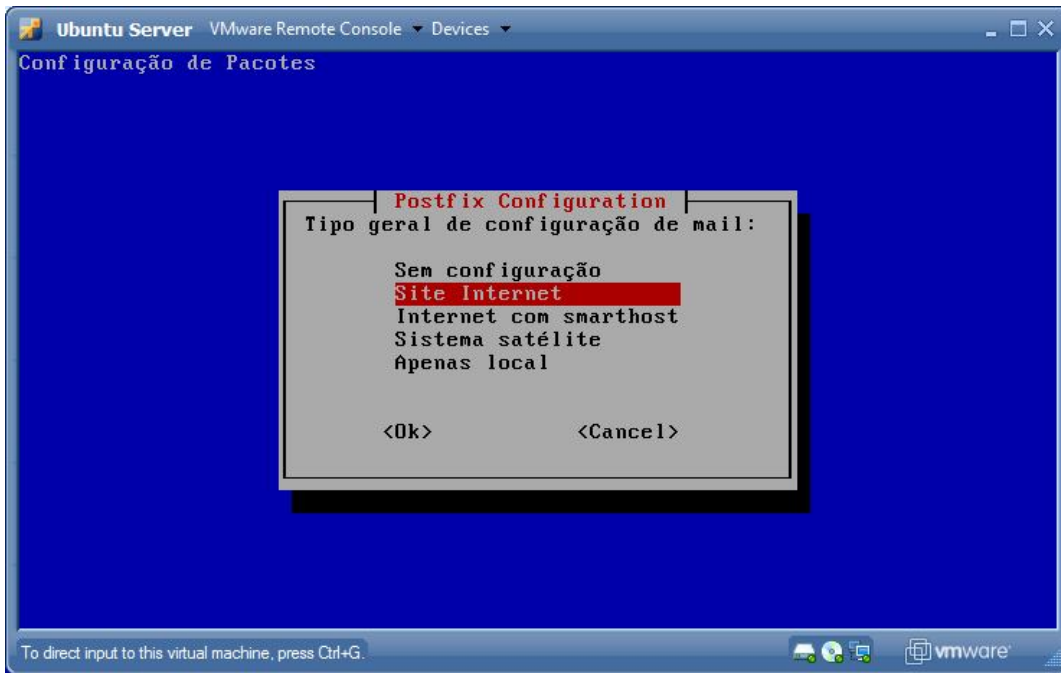 Ubuntu Server VMware Remote Console Devices
Configuração de Pacotes
Postfix Configuration
Tipo geral de configuração de mail:
Sem configuração
Site Internet
Internet com smarthost
Sistema satélite
Apenas local
<Ok> <Cancel>
To direct input to this virtual machine, press Ctrl+G.
vmware